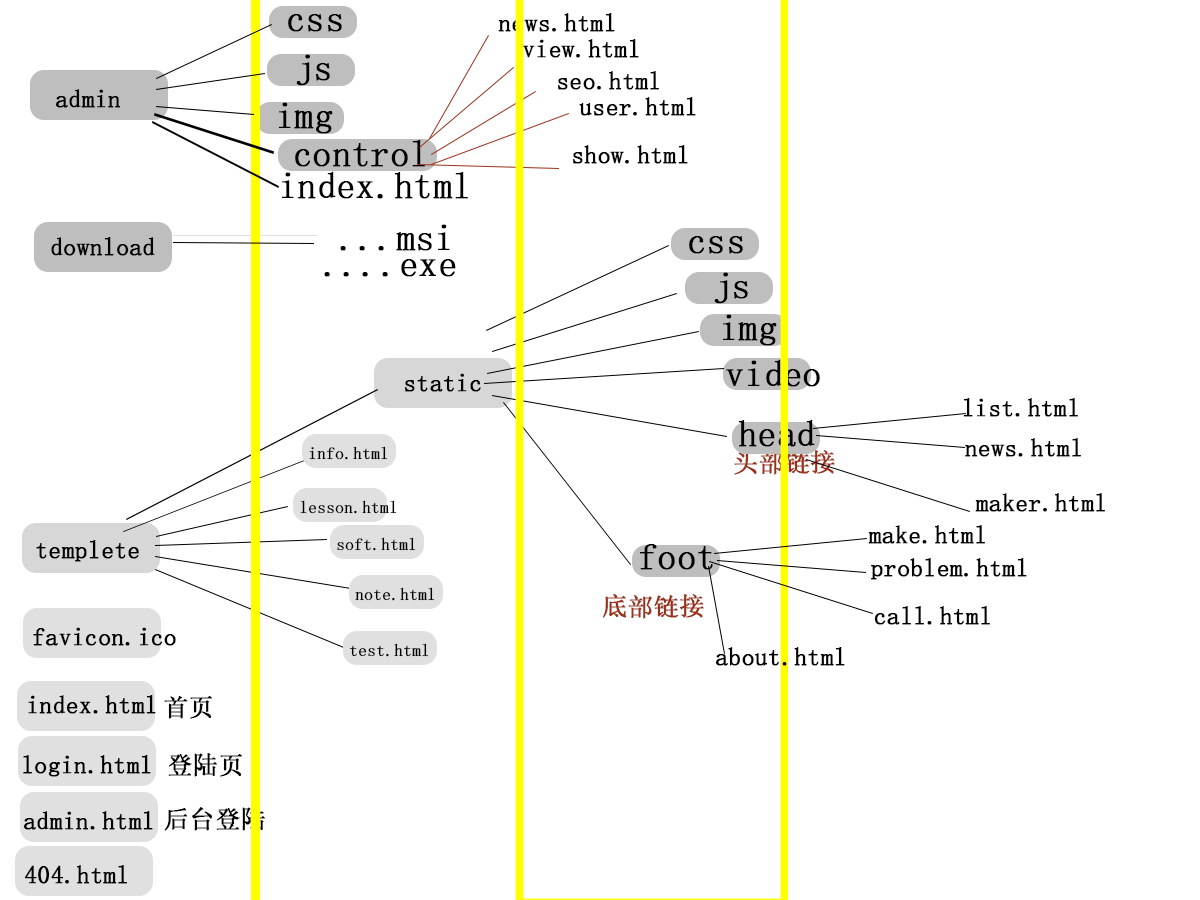 admin
css
js
img
control
index.html
news.html
view.html
seo.html
user.html
show.html
download
...msi
....exe
templete
static
css
js
img
video
head
头部链接
list.html
news.html
maker.html
foot
底部链接
make.html
problem.html
call.html
about.html
info.html
lesson.html
soft.html
note.html
test.html
favicon.ico
index.html 首页
login.html 登陆页
admin.html 后台登陆
404.html